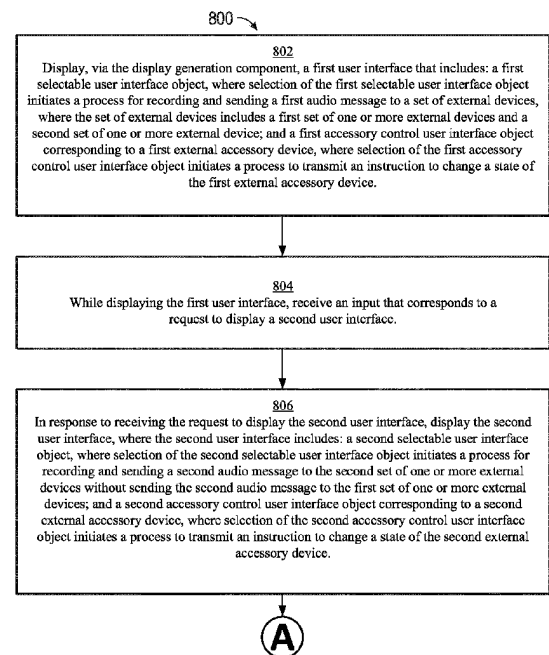 800
802
Display, via the display generation component, a first user interface that includes: a first
selectable user interface object, where selection of the first selectable user interface object
initiates a process for recording and sending a first audio message to a set of external devices,
where the set of external devices includes a first set of one or more external devices and a
second set of one or more external device; and a first accessory control user interface object
corresponding to a first external accessory device, where selection of the first accessory
control user interface object initiates a process to transmit an instruction to change a state of
the first external accessory device.
804
While displaying the first user interface, receive an input that corresponds to a
request to display a second user interface.
806
In response to receiving the request to display the second user interface, display the second
user interface, where the second user interface includes: a second selectable user interface
object, where selection of the second selectable user interface object initiates a process for
recording and sending a second audio message to the second set of one or more external
devices without sending the second audio message to the first set of one or more external
devices; and a second accessory control user interface object corresponding to a second
external accessory device, where selection of the second accessory control user interface
object initiates a process to transmit an instruction to change a state of the second external
accessory device.
A